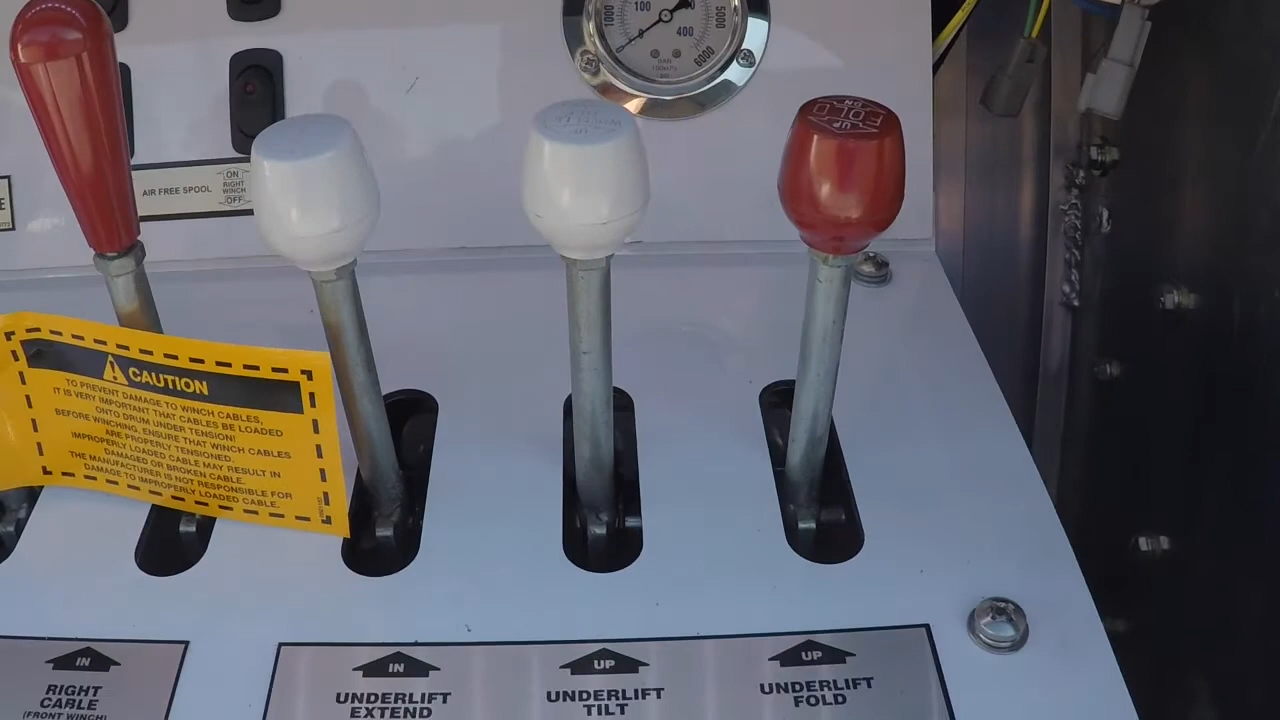 1000
100
5000
0
400
6000
BAR
UP
FOLD
DN
E
AIR FREE SPOOL
ON
RIGHT
WINCH
OFF
CAUTION
TO PREVENT DAMAGE TO WINCH CABLES,
IT IS VERY IMPORTANT THAT CABLES BE LOADED
ONTO DRUM UNDER TENSION!
BEFORE WINCHING, ENSURE THAT WINCH CABLES
ARE PROPERLY TENSIONED.
IMPROPERLY LOADED CABLE MAY RESULT IN
DAMAGED OR BROKEN CABLE.
THE MANUFACTURER IS NOT RESPONSIBLE FOR
DAMAGE TO IMPROPERLY LOADED CABLE.
IN
RIGHT
CABLE
(FRONT WINCH)
IN
UNDERLIFT
EXTEND
UP
UNDERLIFT
TILT
UP
UNDERLIFT
FOLD